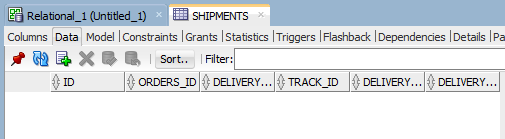 Relational_1 (Untitled_1) SHIPMENTS
Columns Data Model Constraints Grants Statistics Triggers Flashback Dependencies Details Pa
Sort.. Filter:
ID ORDERS_ID DELIVERY... TRACK_ID DELIVERY... DELIVERY...